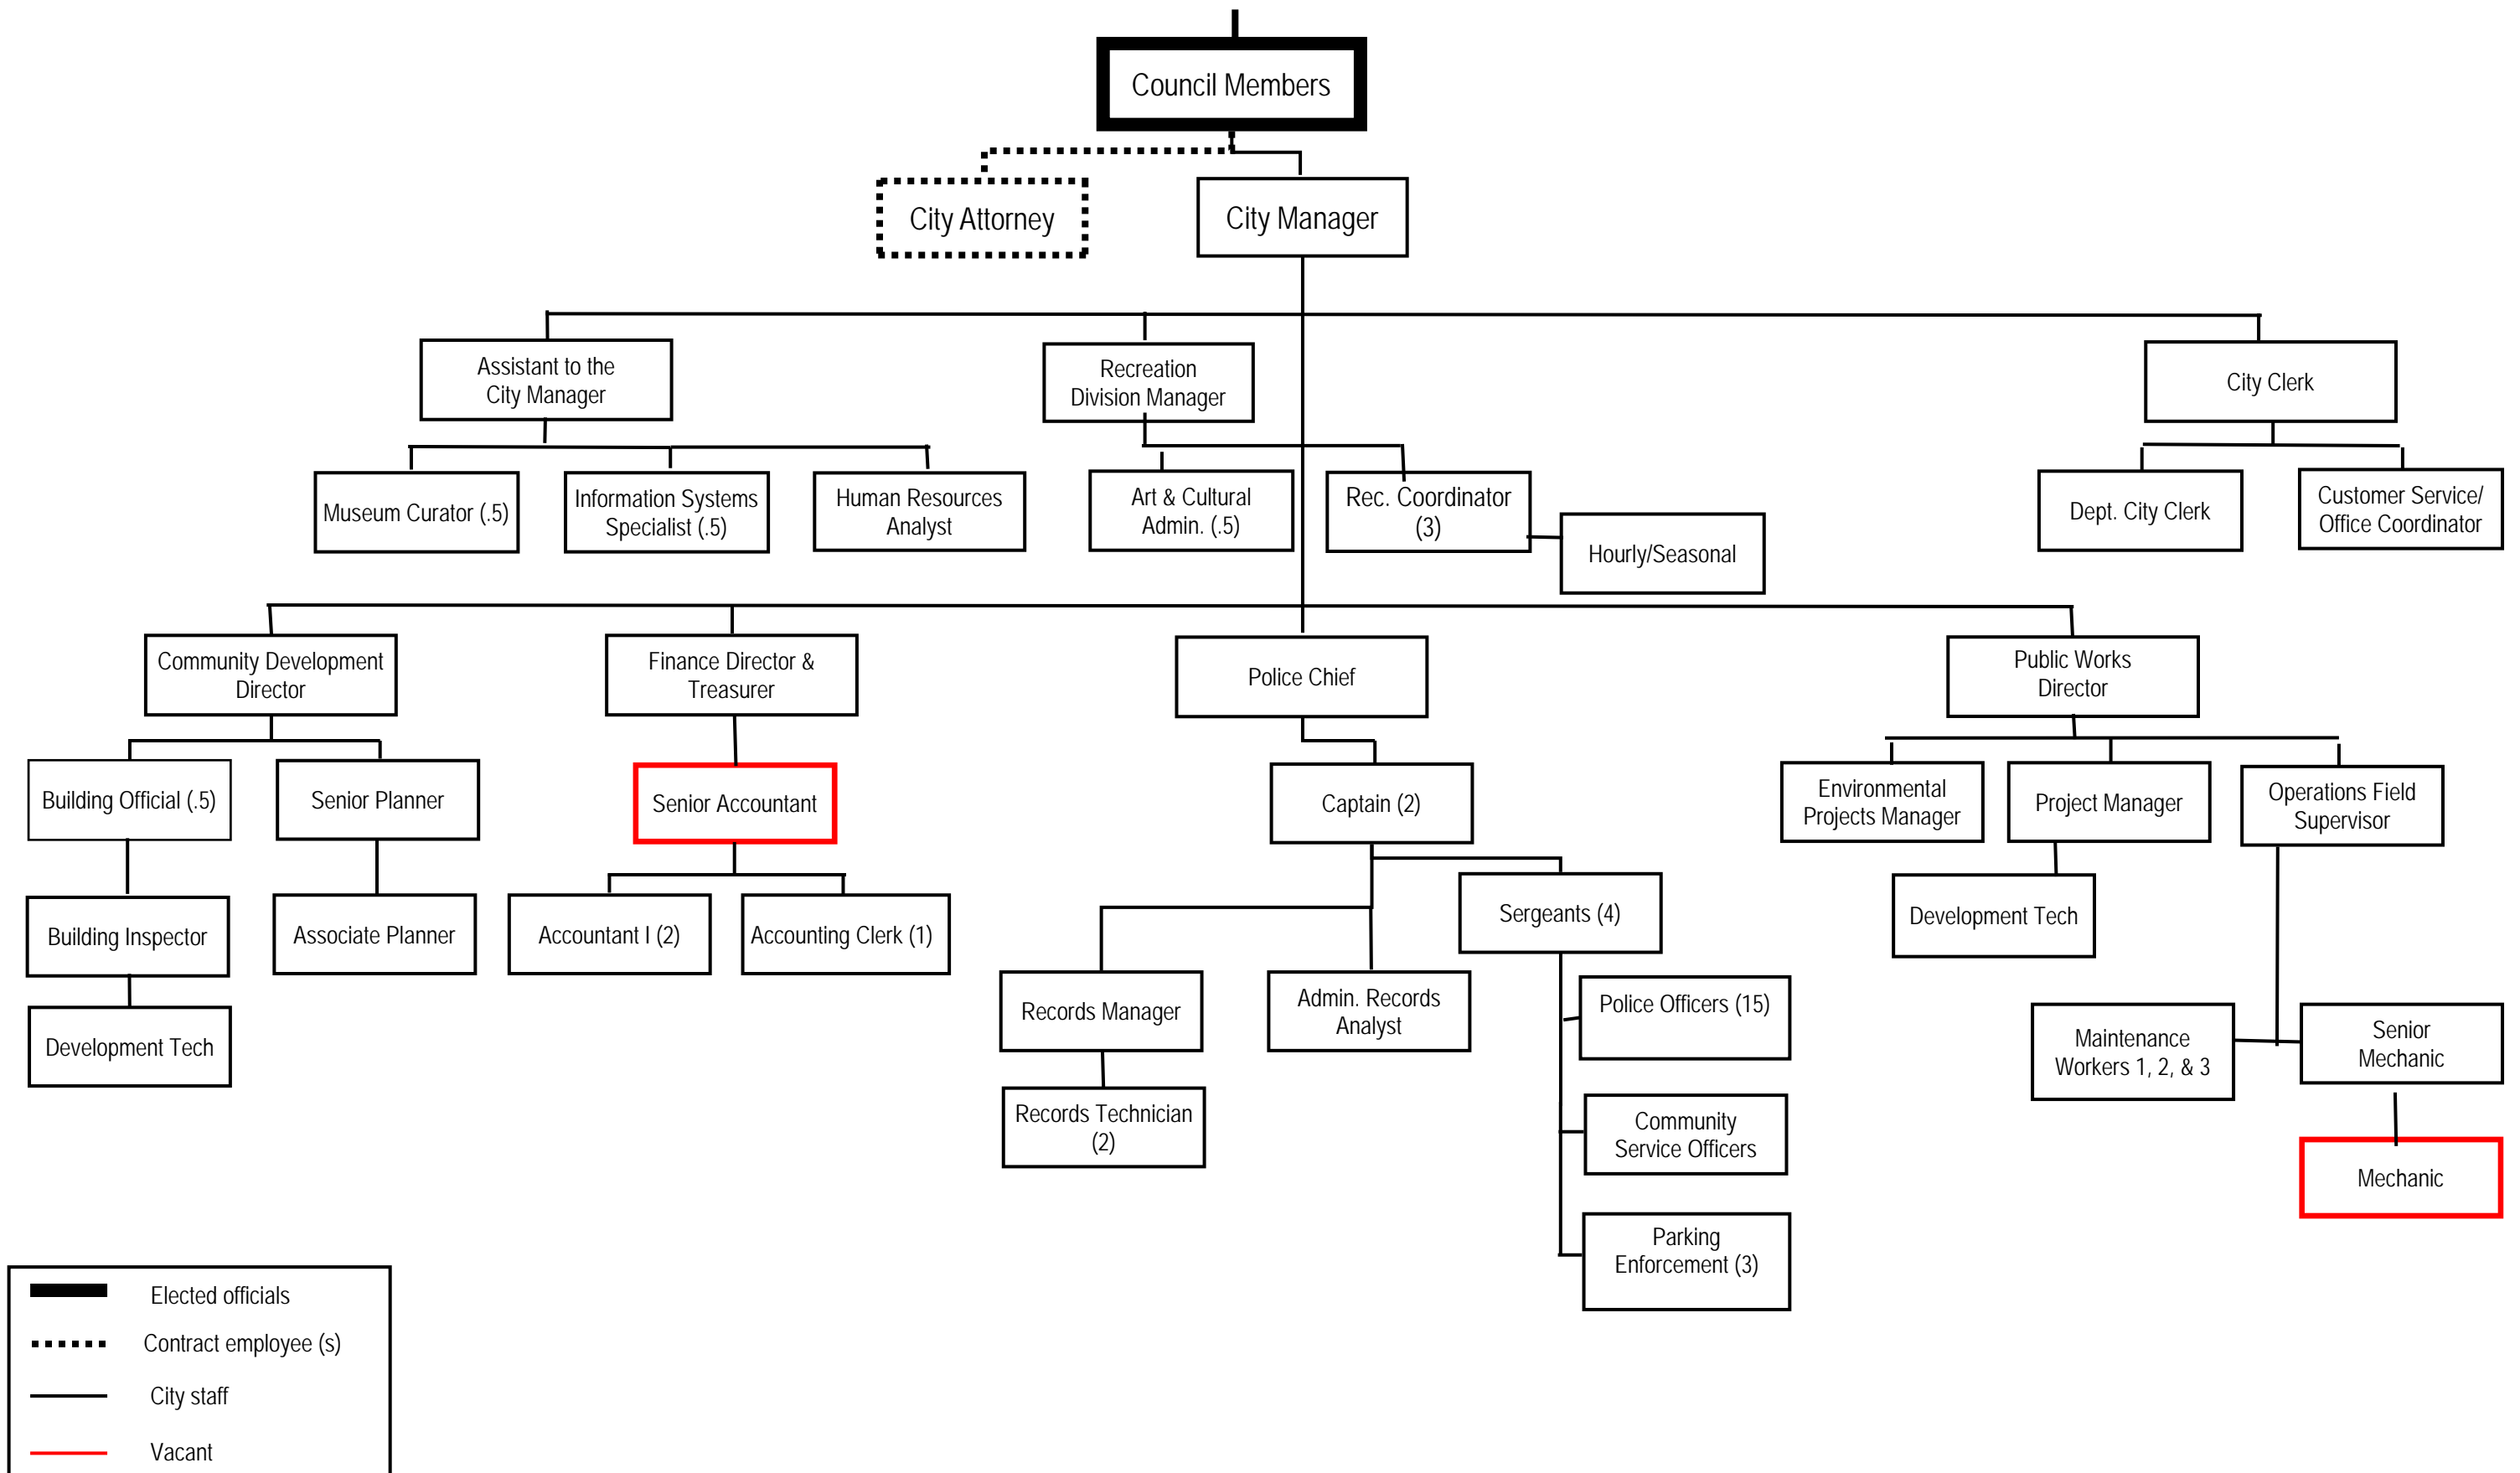 Council Members
City Attorney
City Manager
Assistant to the
City Manager
Recreation
Division Manager
City Clerk
Museum Curator (.5)
Information Systems
Specialist (.5)
Human Resources
Analyst
Art & Cultural
Admin. (.5)
Rec. Coordinator
(3)
Hourly/Seasonal
Dept. City Clerk
Customer Service/
Office Coordinator
Community Development
Director
Finance Director &
Treasurer
Police Chief
Public Works
Director
Building Official (.5)
Senior Planner
Senior Accountant
Captain (2)
Environmental
Projects Manager
Project Manager
Operations Field
Supervisor
Building Inspector
Associate Planner
Accountant I (2)
Accounting Clerk (1)
Sergeants (4)
Development Tech
Development Tech
Records Manager
Admin. Records
Analyst
Police Officers (15)
Maintenance
Workers 1, 2, & 3
Senior
Mechanic
Records Technician
(2)
Community
Service Officers
Mechanic
Parking
Enforcement (3)
Elected officials
Contract employee (s)
City staff
Vacant